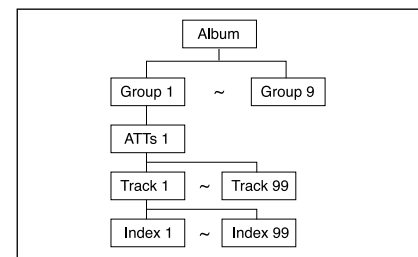 Album
Group 1 ~ Group 9
ATTs 1
Track 1 ~ Track 99
Index 1 ~ Index 99